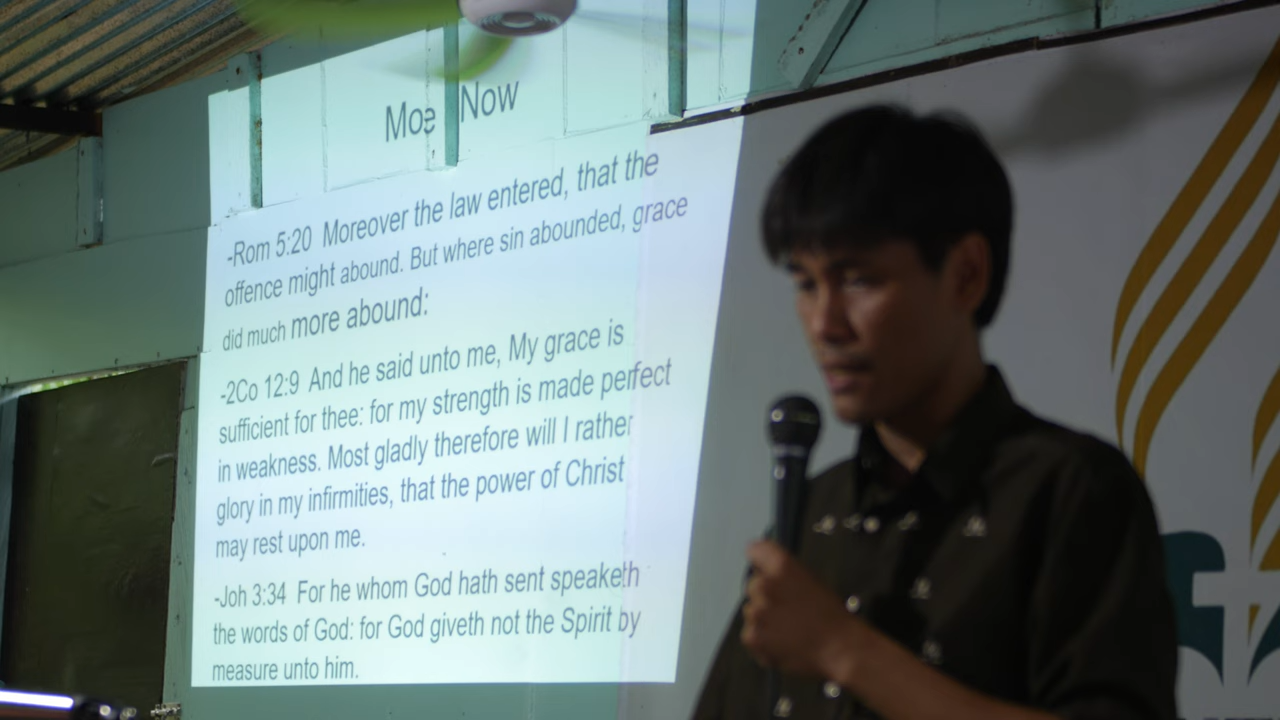 Moe Now
-Rom 5:20 Moreover the law entered, that the
offence might abound. But where sin abounded, grace
did much more abound:
-2Co 12:9 And he said unto me, My grace is
sufficient for thee: for my strength is made perfect
in weakness. Most gladly therefore will I rather
glory in my infirmities, that the power of Christ
may rest upon me.
-Joh 3:34 For he whom God hath sent speaketh
the words of God: for God giveth not the Spirit by
measure unto him.